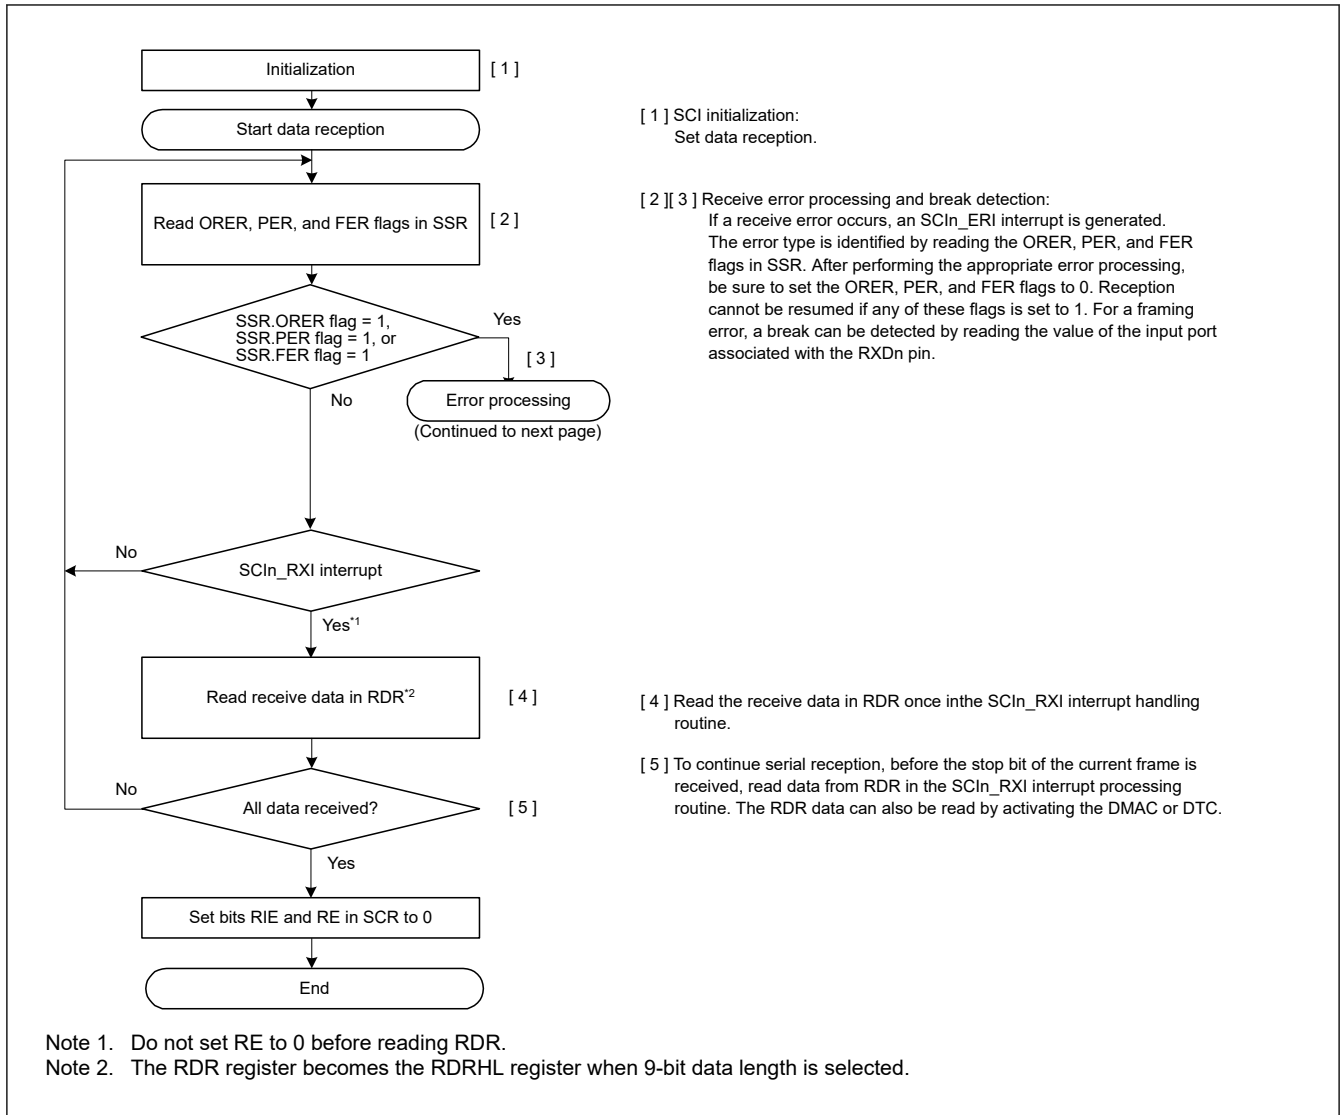 Initialization
[ 1 ]
Start data reception
[ 1 ] SCI initialization:
Set data reception.
Read ORER, PER, and FER flags in SSR
[ 2 ]
[ 2 ][ 3 ] Receive error processing and break detection:
If a receive error occurs, an SCIn_ERI interrupt is generated.
The error type is identified by reading the ORER, PER, and FER
flags in SSR. After performing the appropriate error processing,
be sure to set the ORER, PER, and FER flags to 0. Reception
cannot be resumed if any of these flags is set to 1. For a framing
error, a break can be detected by reading the value of the input port
associated with the RXDn pin.
SSR.ORER flag = 1,
SSR.PER flag = 1, or
SSR.FER flag = 1
Yes
[ 3 ]
No
Error processing
(Continued to next page)
No
SCIn_RXI interrupt
Yes*1
Read receive data in RDR*2
[ 4 ]
[ 4 ] Read the receive data in RDR once inthe SCIn_RXI interrupt handling
routine.
[ 5 ] To continue serial reception, before the stop bit of the current frame is
received, read data from RDR in the SCIn_RXI interrupt processing
routine. The RDR data can also be read by activating the DMAC or DTC.
No
All data received?
[ 5 ]
Yes
Set bits RIE and RE in SCR to 0
End
Note 1. Do not set RE to 0 before reading RDR.
Note 2. The RDR register becomes the RDRHL register when 9-bit data length is selected.